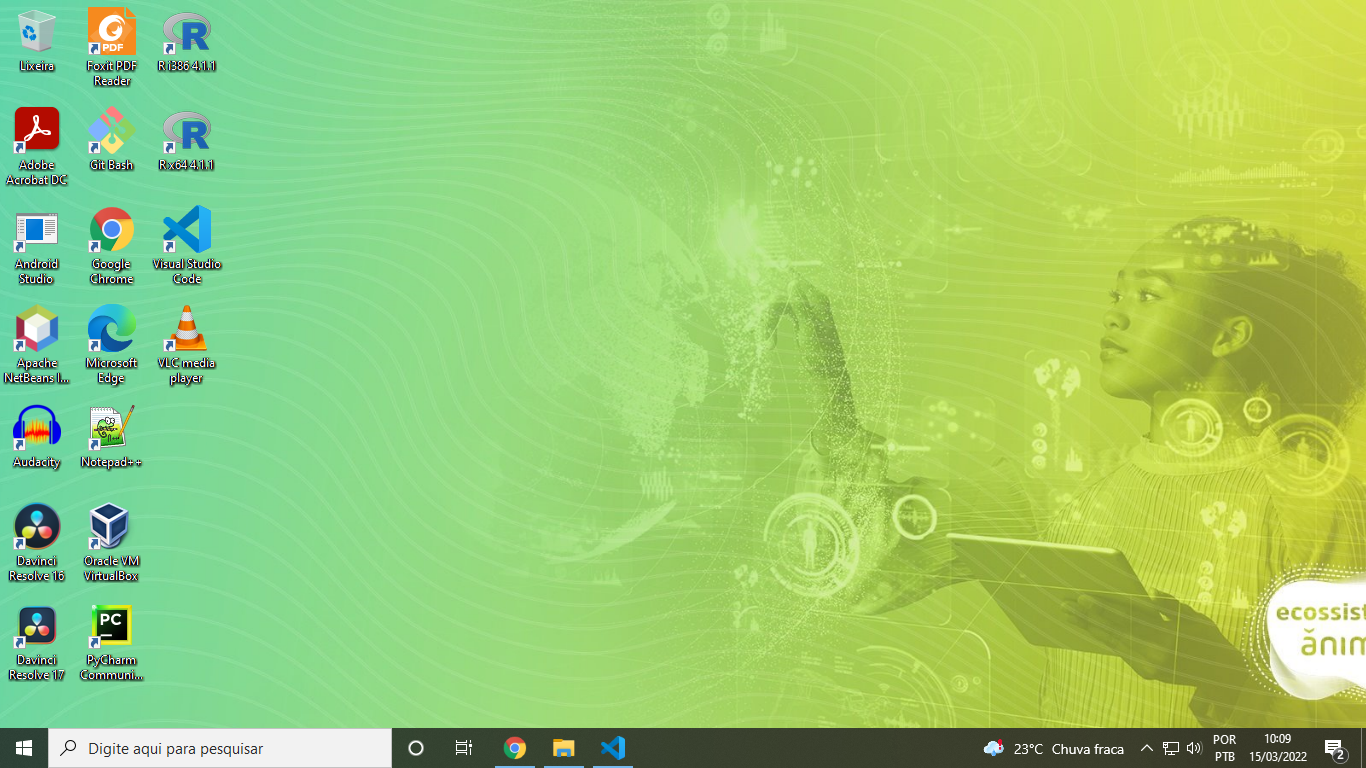 Lixeira
Foxit PDF
Reader
PDF
R i386 4.1.1
Adobe
Acrobat DC
Git Bash
R x64 4.1.1
Android
Studio
Google
Chrome
Visual Studio
Code
Apache
NetBeans I...
Microsoft
Edge
VLC media
player
Audacity
Notepad++
Davinci
Resolve 16
Oracle VM
VirtualBox
PC
Davinci
Resolve 17
PyCharm
Communi...
ecossist
ănim
Digite aqui para pesquisar
23°C Chuva fraca
POR
PTB
10:09
15/03/2022
2